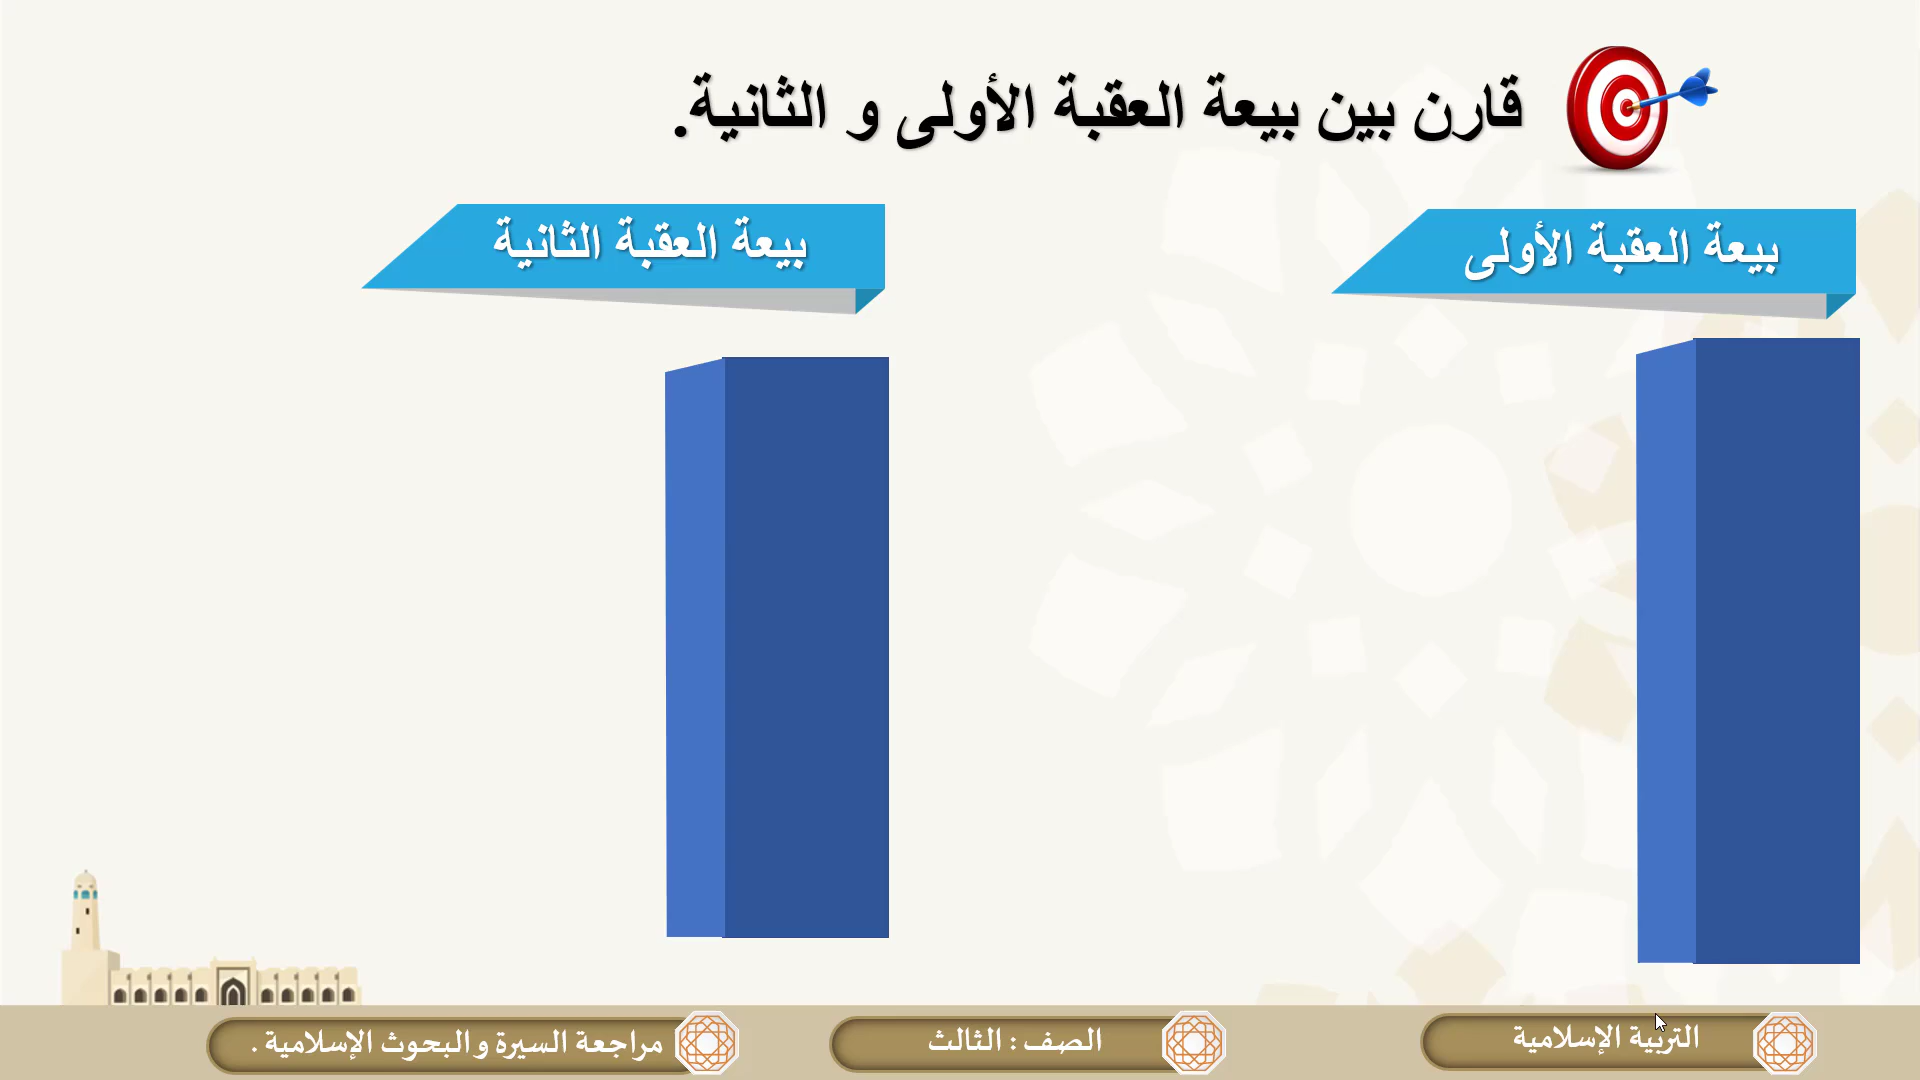 قارن بين بيعة العقبة الأولى و الثانية.
بيعة العقبة الأولى
بيعة العقبة الثانية
التربية الإسلامية
الصف : الثالث
مراجعة السيرة و البحوث الإسلامية .